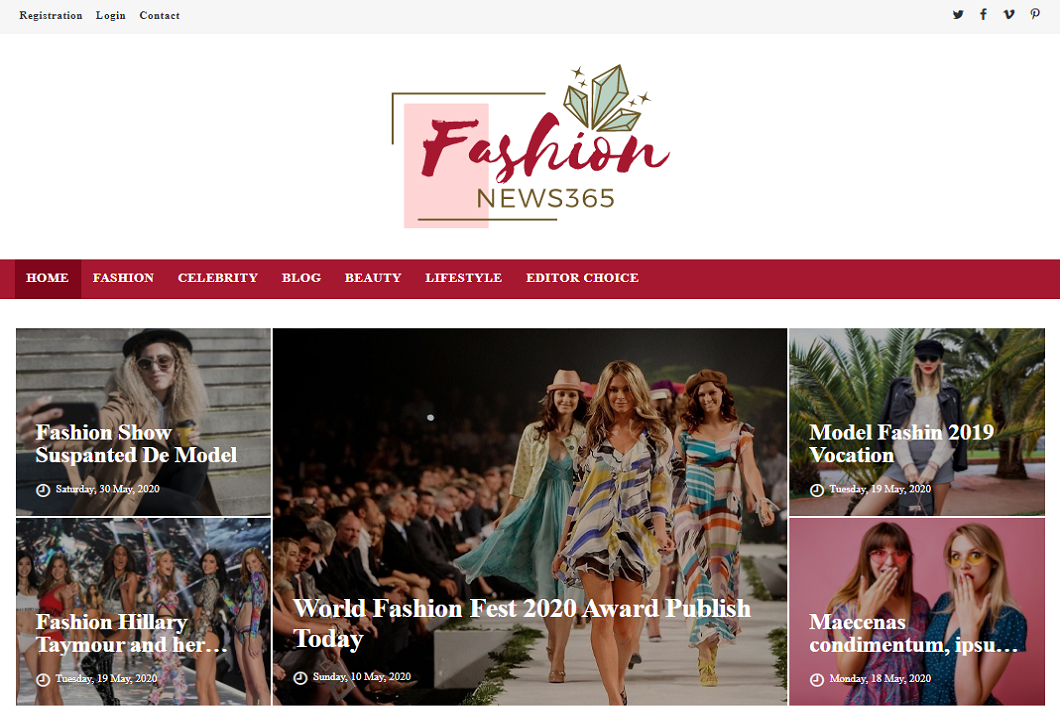 Registration Login Contact
Fashion
NEWS365
HOME FASHION CELEBRITY BLOG BEAUTY LIFESTYLE EDITOR CHOICE
Fashion Show
Suspanted De Model
Saturday, 30 May, 2020
Fashion Hillary
Taymour and her...
Tuesday, 19 May, 2020
World Fashion Fest 2020 Award Publish
Today
Sunday, 10 May, 2020
Model Fashin 2019
Vocation
Tuesday, 19 May, 2020
Maecenas
condimentum, ipsu...
Monday, 18 May, 2020